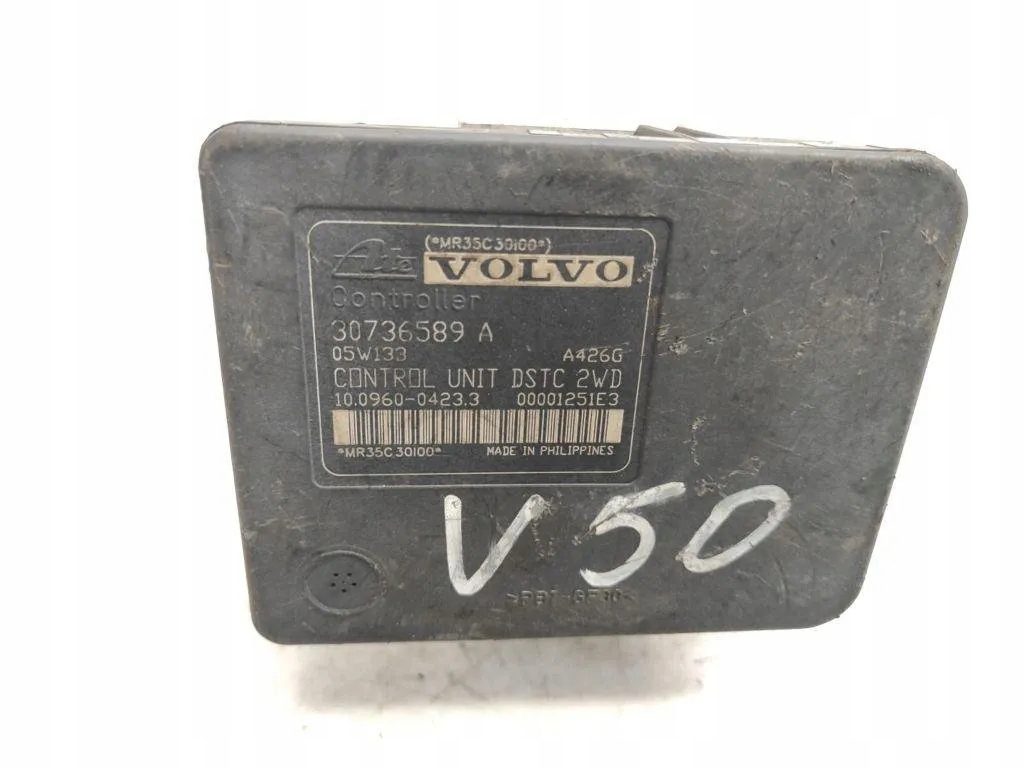 (*MR35C30100*)
Ate VOLVO
Controller
30736589 A
05W133 A426G
CONTROL UNIT DSTC 2WD
10.0960-0423.3 00001251E3
*MR35C30100* MADE IN PHILIPPINES
V50